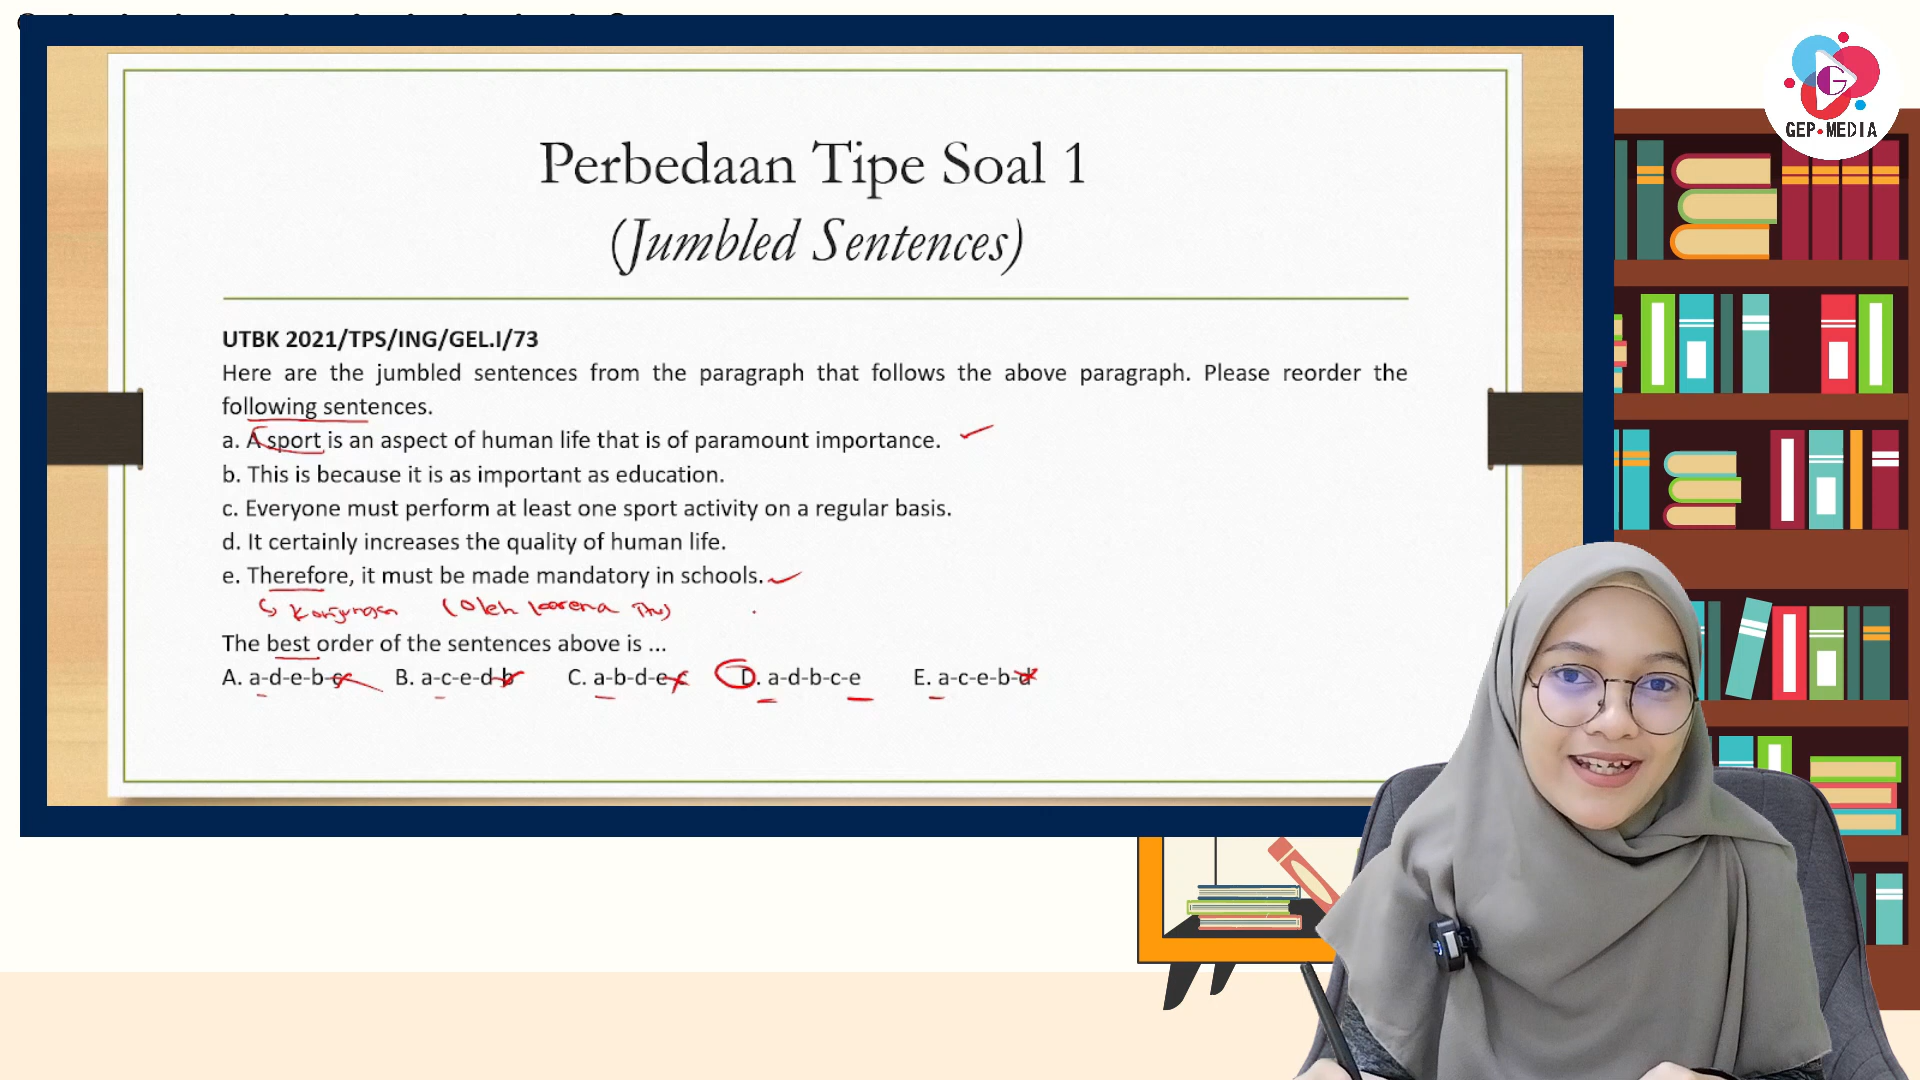 GEP•MEDIA
Perbedaan Tipe Soal 1
(Jumbled Sentences)
UTBK 2021/TPS/ING/GEL.I/73
Here are the jumbled sentences from the paragraph that follows the above paragraph. Please reorder the
following sentences.
a. A sport is an aspect of human life that is of paramount importance.
b. This is because it is as important as education.
c. Everyone must perform at least one sport activity on a regular basis.
d. It certainly increases the quality of human life.
e. Therefore, it must be made mandatory in schools.
(Oleh karena itu)
The best order of the sentences above is ...
A. a-d-e-b-c B. a-c-e-d-b C. a-b-d-e-c D. a-d-b-c-e E. a-c-e-b-d